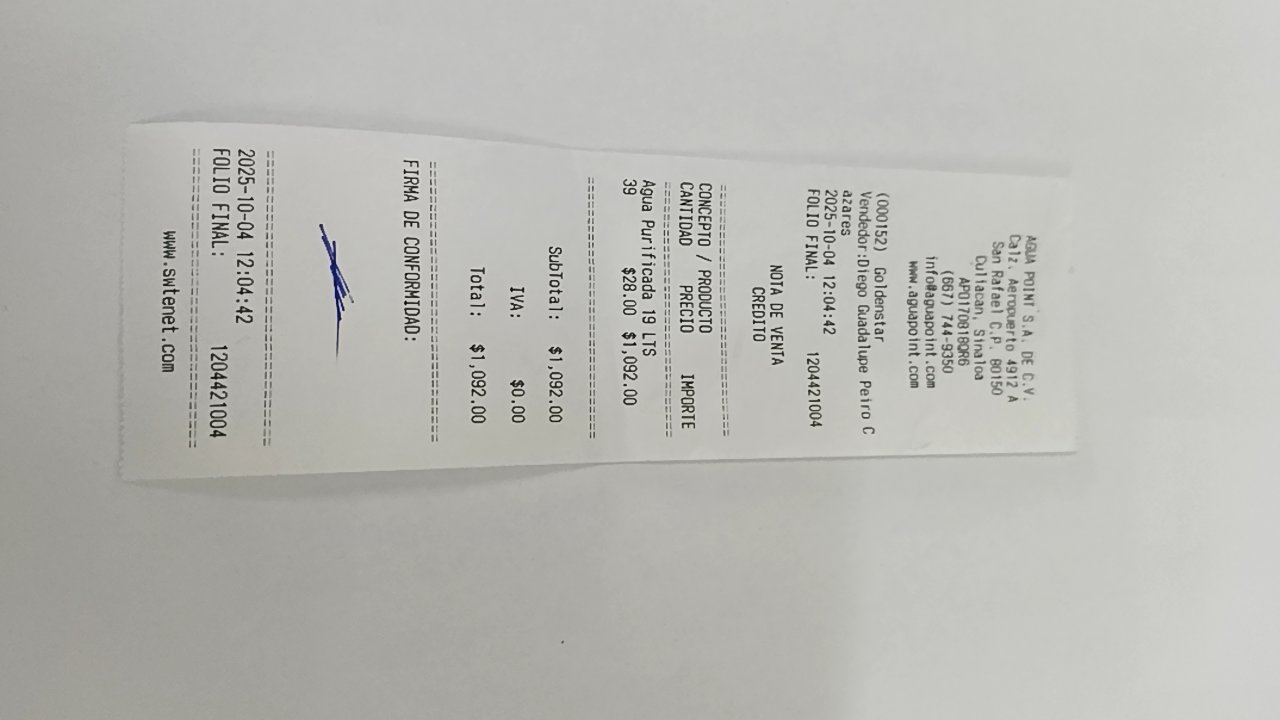 AGUA POINT S.A. DE C.V.
Calz. Aeropuerto 4912 A
San Rafael C.P. 80150
Culiacan, Sinaloa
APO170818QR6
(667) 744-9350
info@aguapoint.com
www.aguapoint.com
(000152) Goldenstar
Vendedor:Diego Guadalupe Peiro C
azares
2025-10-04 12:04:42
FOLIO FINAL: 1204421004
NOTA DE VENTA
CREDITO
CONCEPTO / PRODUCTO
CANTIDAD PRECIO IMPORTE
Agua Purificada 19 LTS
39 $28.00 $1,092.00
SubTotal: $1,092.00
IVA: $0.00
Total: $1,092.00
FIRMA DE CONFORMIDAD:
2025-10-04 12:04:42
FOLIO FINAL: 1204421004
www.swtenet.com